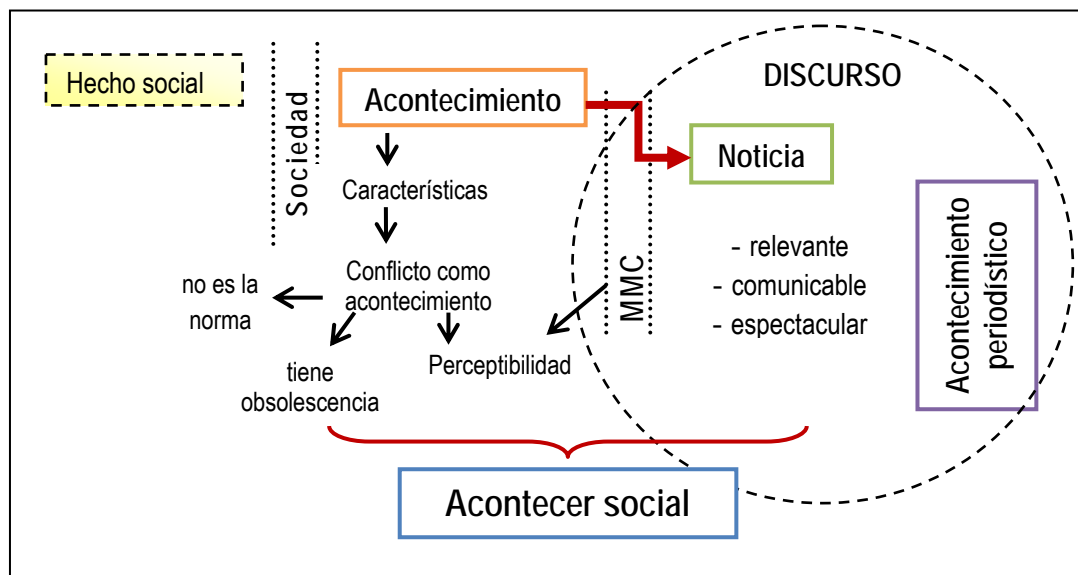 Hecho social
Sociedad
Acontecimiento
DISCURSO
Noticia
Características
Conflicto como
acontecimiento
no es la
norma
tiene
obsolescencia
Perceptibilidad
MMC
- relevante
- comunicable
- espectacular
Acontecimiento
periodístico
Acontecer social